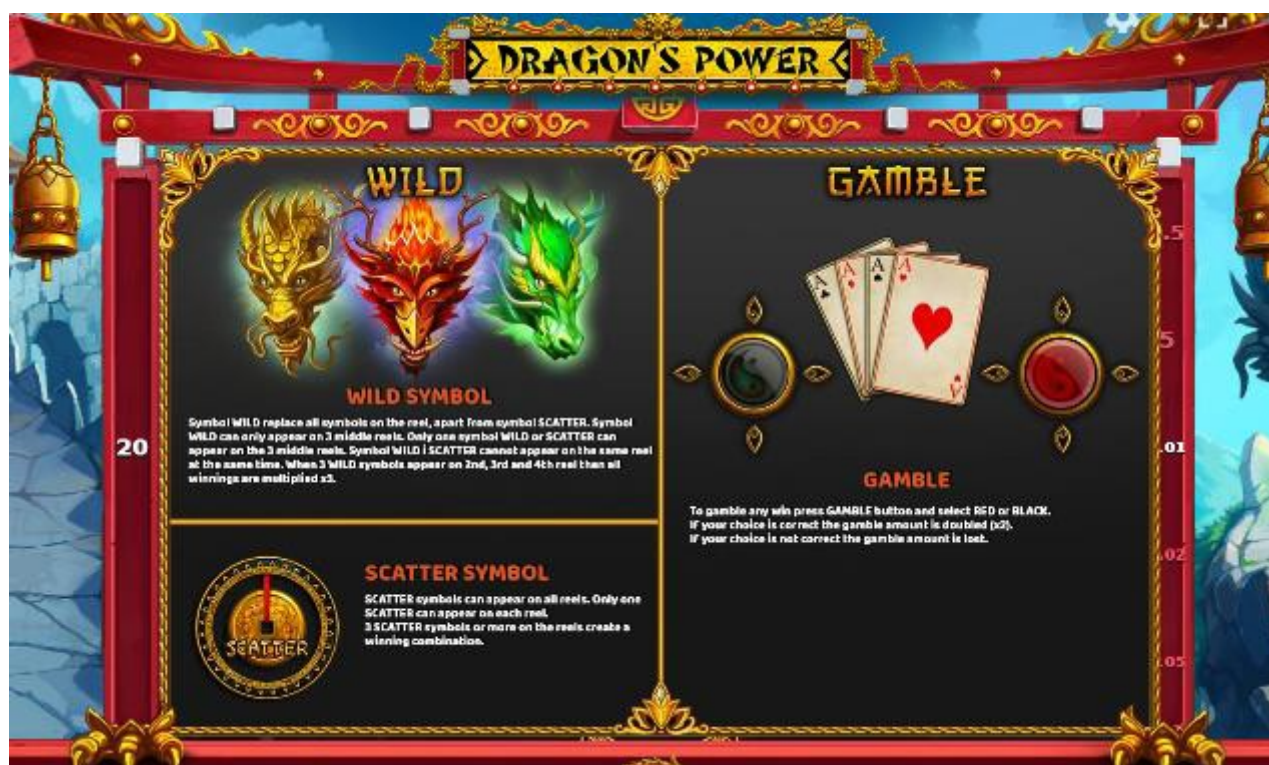 DRAGON'S POWER
WILD
WILD SYMBOL
Symbol WILD replace all symbols on the reel, apart from symbol SCATTER. Symbol
WILD can only appear on 3 middle reels. Only one symbol WILD or SCATTER can
appear on the 3 middle reels. Symbol WILD i SCATTER cannot appear on the same reel
at the same time. When 3 WILD symbols appear on 2nd, 3rd and 4th reel then all
winnings are multiplied x3.
SCATTER
SCATTER SYMBOL
SCATTER symbols can appear on all reels. Only one
SCATTER can appear on each reel.
3 SCATTER symbols or more on the reels create a
winning combination.
GAMBLE
A
A
A
A
A
GAMBLE
To gamble any win press GAMBLE button and select RED or BLACK.
If your choice is correct the gamble amount is doubled (x2).
If your choice is not correct the gamble amount is lost.
20
.5
5
.01
.02
.05